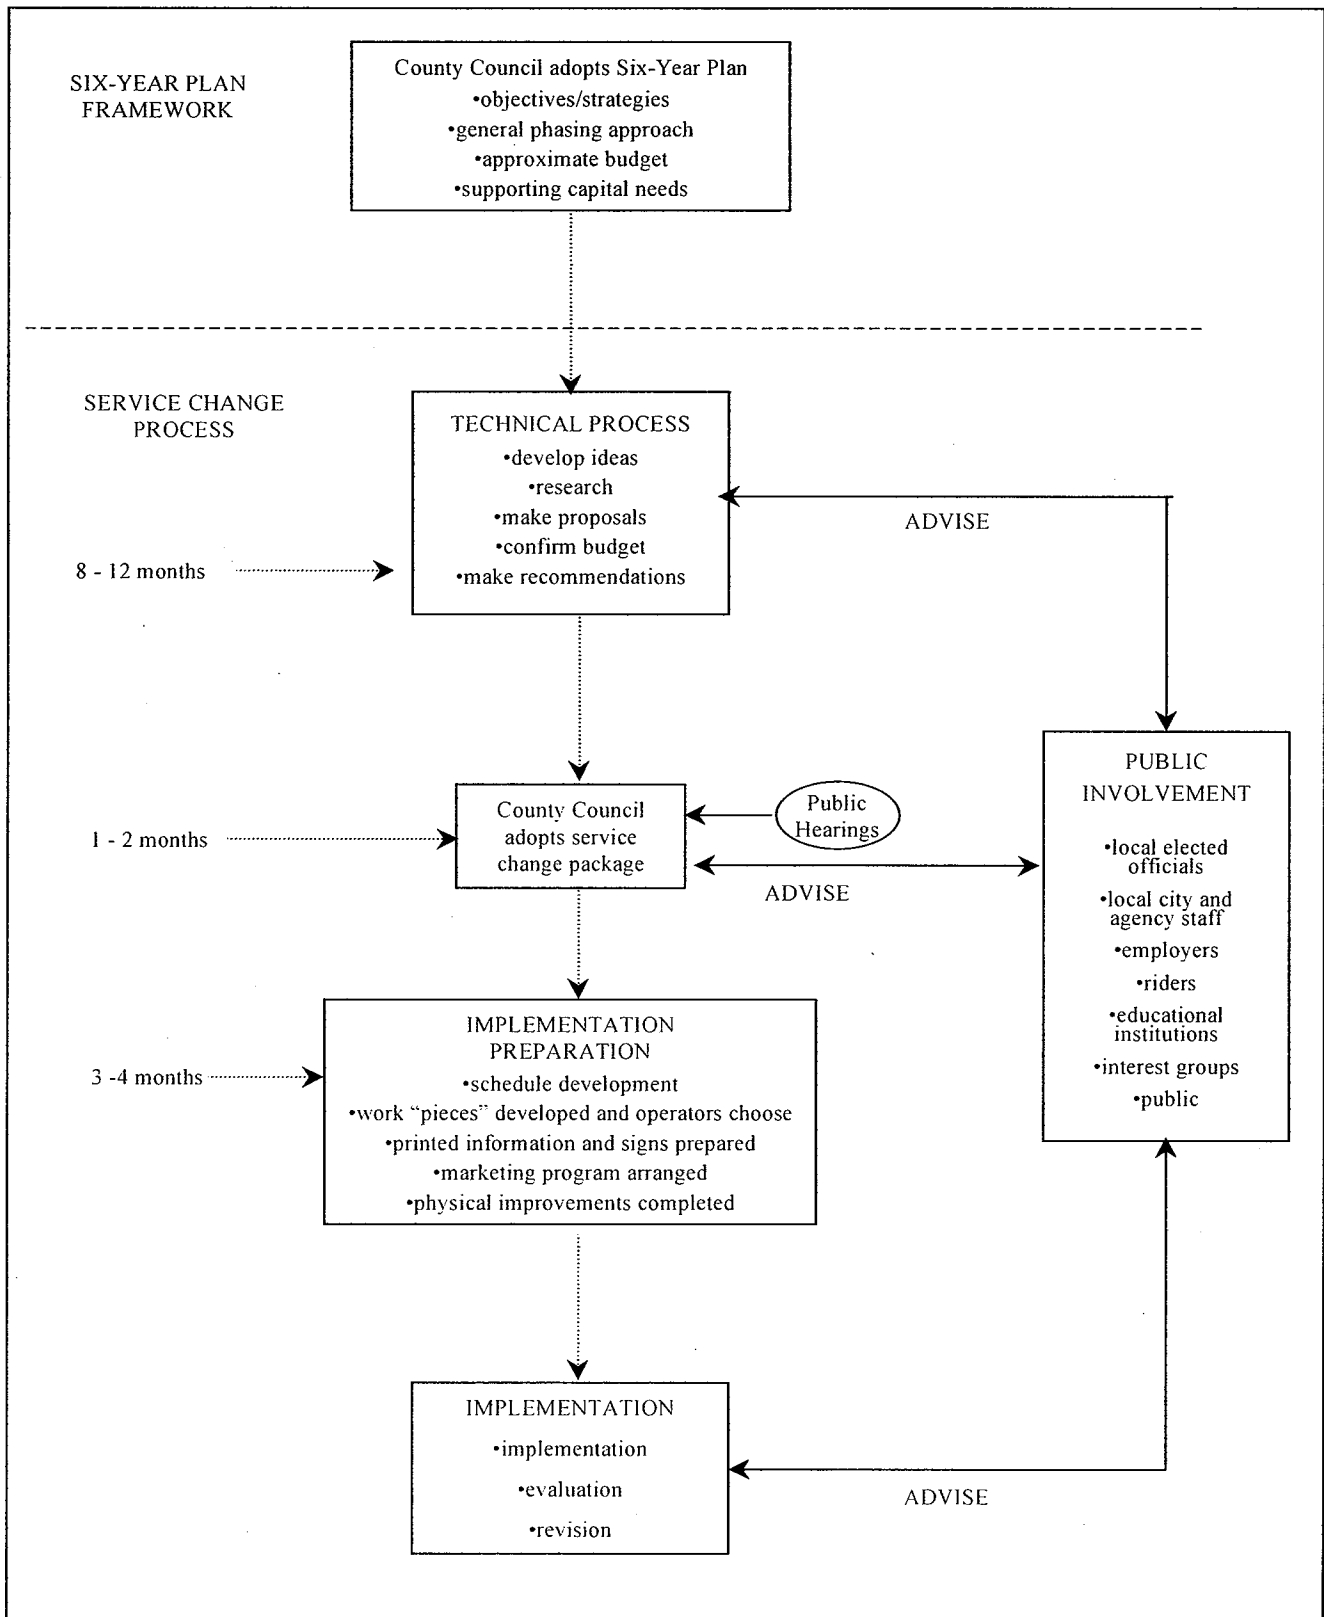 SIX-YEAR PLAN
FRAMEWORK
County Council adopts Six-Year Plan
•objectives/strategies
•general phasing approach
•approximate budget
•supporting capital needs
SERVICE CHANGE
PROCESS
TECHNICAL PROCESS
•develop ideas
•research
•make proposals
•confirm budget
•make recommendations
8 - 12 months
ADVISE
County Council
adopts service
change package
1 - 2 months
Public
Hearings
ADVISE
PUBLIC
INVOLVEMENT
•local elected
officials
•local city and
agency staff
•employers
•riders
•educational
institutions
•interest groups
•public
IMPLEMENTATION
PREPARATION
•schedule development
•work “pieces” developed and operators choose
•printed information and signs prepared
•marketing program arranged
•physical improvements completed
3 -4 months
IMPLEMENTATION
•implementation
•evaluation
•revision
ADVISE